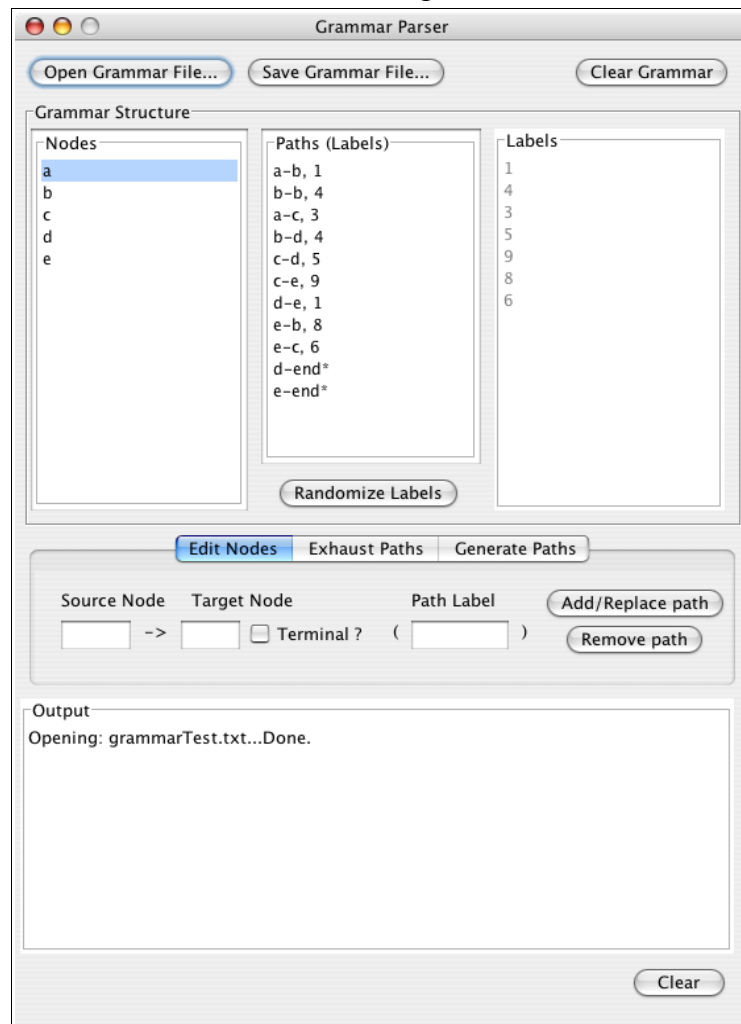 Grammar Parser
Open Grammar File... Save Grammar File... Clear Grammar
Grammar Structure
Nodes
a
b
c
d
e
Paths (Labels)
a-b, 1
b-b, 4
a-c, 3
b-d, 4
c-d, 5
c-e, 9
d-e, 1
e-b, 8
e-c, 6
d-end*
e-end*
Randomize Labels
Labels
1
4
3
5
9
8
6
Edit Nodes Exhaust Paths Generate Paths
Source Node Target Node Path Label Add/Replace path
-> Terminal ? ( ) Remove path
Output
Opening: grammarTest.txt...Done.
Clear